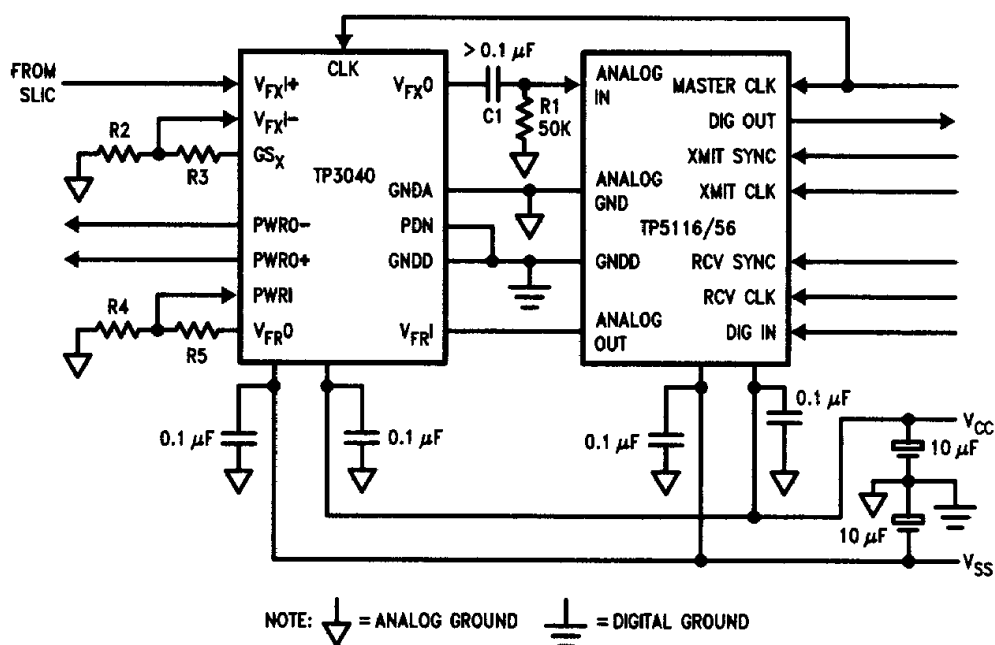 FROM
SLIC
CLK
V_FXI+
V_FXI-
GS_X
R2
R3
TP3040
PWRO-
PWRO+
PWRI
V_FRO
R4
R5
V_FXO
GNDA
PDN
GNDD
V_FRI
> 0.1 μF
C1
R1
50K
ANALOG
IN
ANALOG
GND
TP5116/56
GNDD
ANALOG
OUT
MASTER CLK
DIG OUT
XMIT SYNC
XMIT CLK
RCV SYNC
RCV CLK
DIG IN
0.1 μF
0.1 μF
0.1 μF
0.1 μF
V_CC
10 μF
10 μF
V_SS
NOTE: = ANALOG GROUND = DIGITAL GROUND